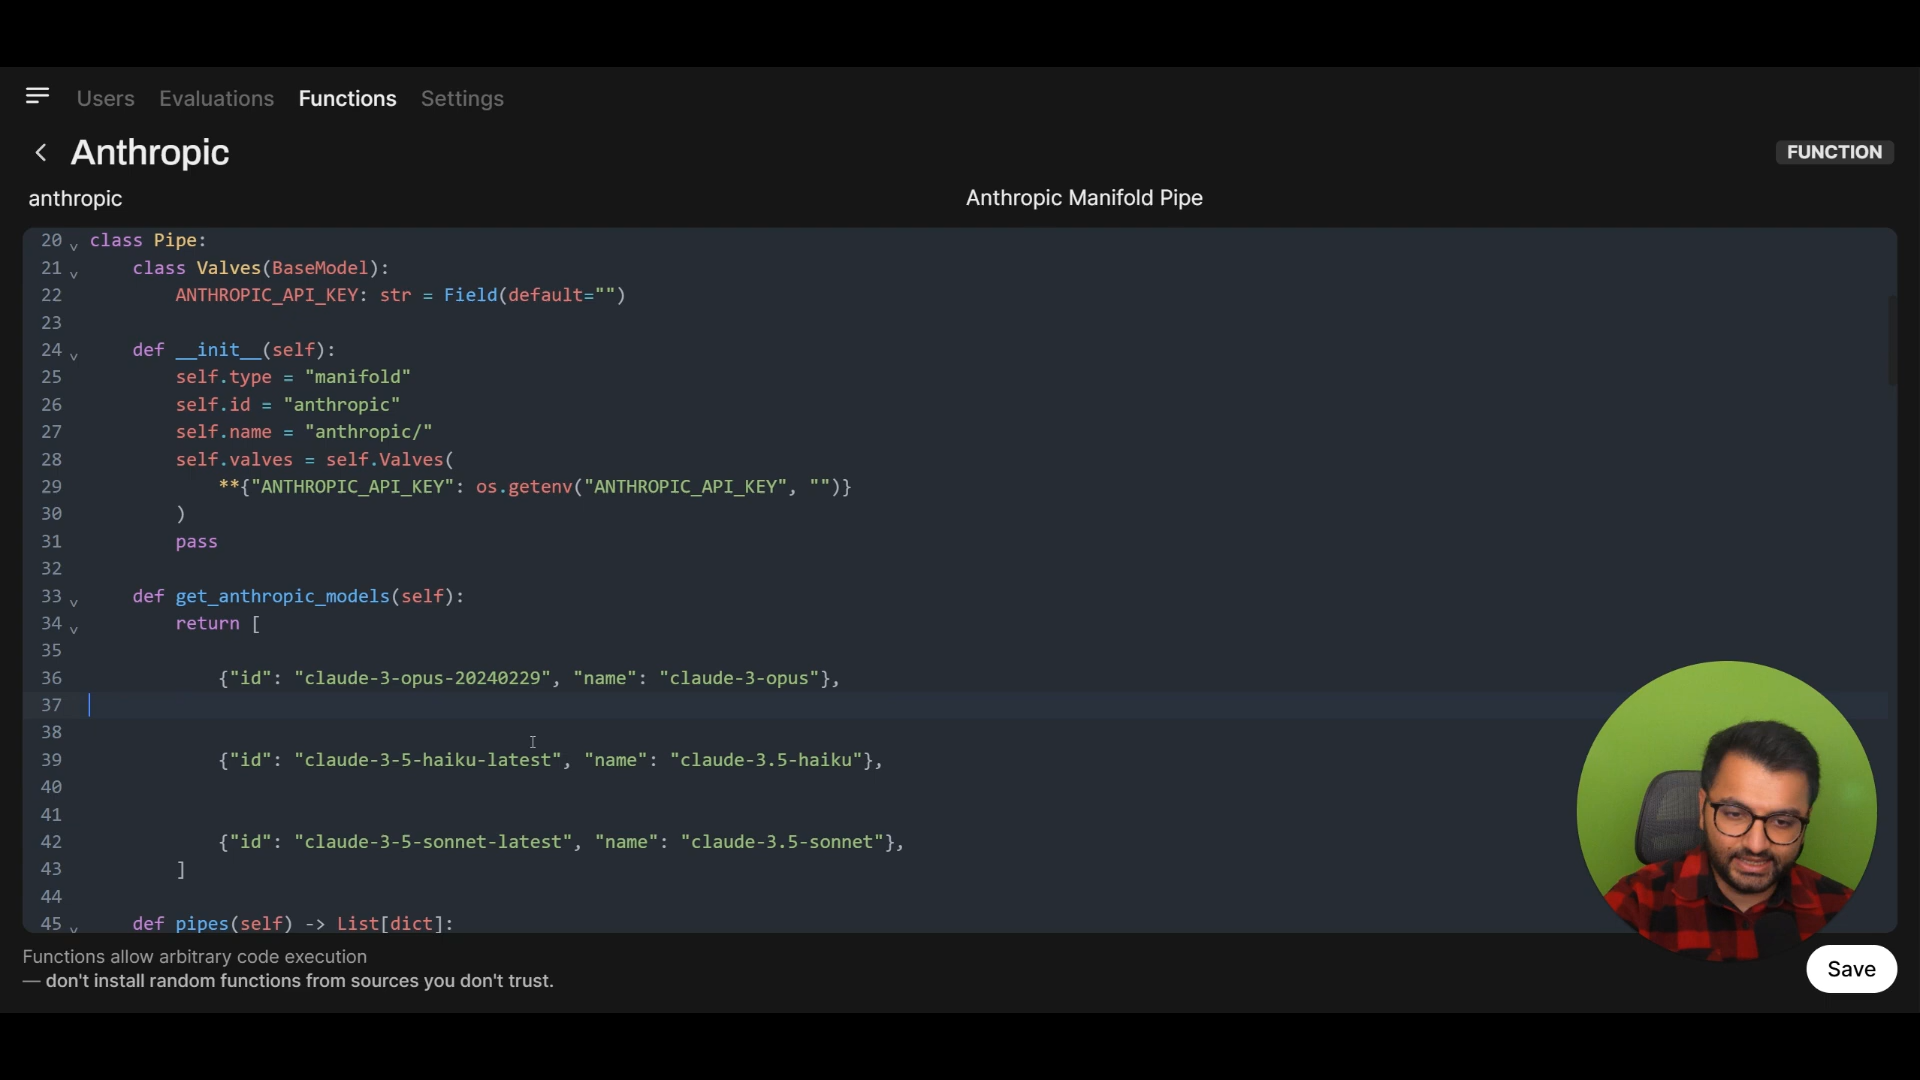 Users Evaluations Functions Settings
Anthropic
FUNCTION
anthropic
Anthropic Manifold Pipe
20 class Pipe:
21     class Valves(BaseModel):
22         ANTHROPIC_API_KEY: str = Field(default="")
23
24     def __init__(self):
25         self.type = "manifold"
26         self.id = "anthropic"
27         self.name = "anthropic/"
28         self.valves = self.Valves(
29             **{"ANTHROPIC_API_KEY": os.getenv("ANTHROPIC_API_KEY", "")}
30         )
31         pass
32
33     def get_anthropic_models(self):
34         return [
35
36             {"id": "claude-3-opus-20240229", "name": "claude-3-opus"},
37
38
39             {"id": "claude-3-5-haiku-latest", "name": "claude-3.5-haiku"},
40
41
42             {"id": "claude-3-5-sonnet-latest", "name": "claude-3.5-sonnet"},
43         ]
44
45     def pipes(self) -> List[dict]:
Functions allow arbitrary code execution
— don't install random functions from sources you don't trust.
Save